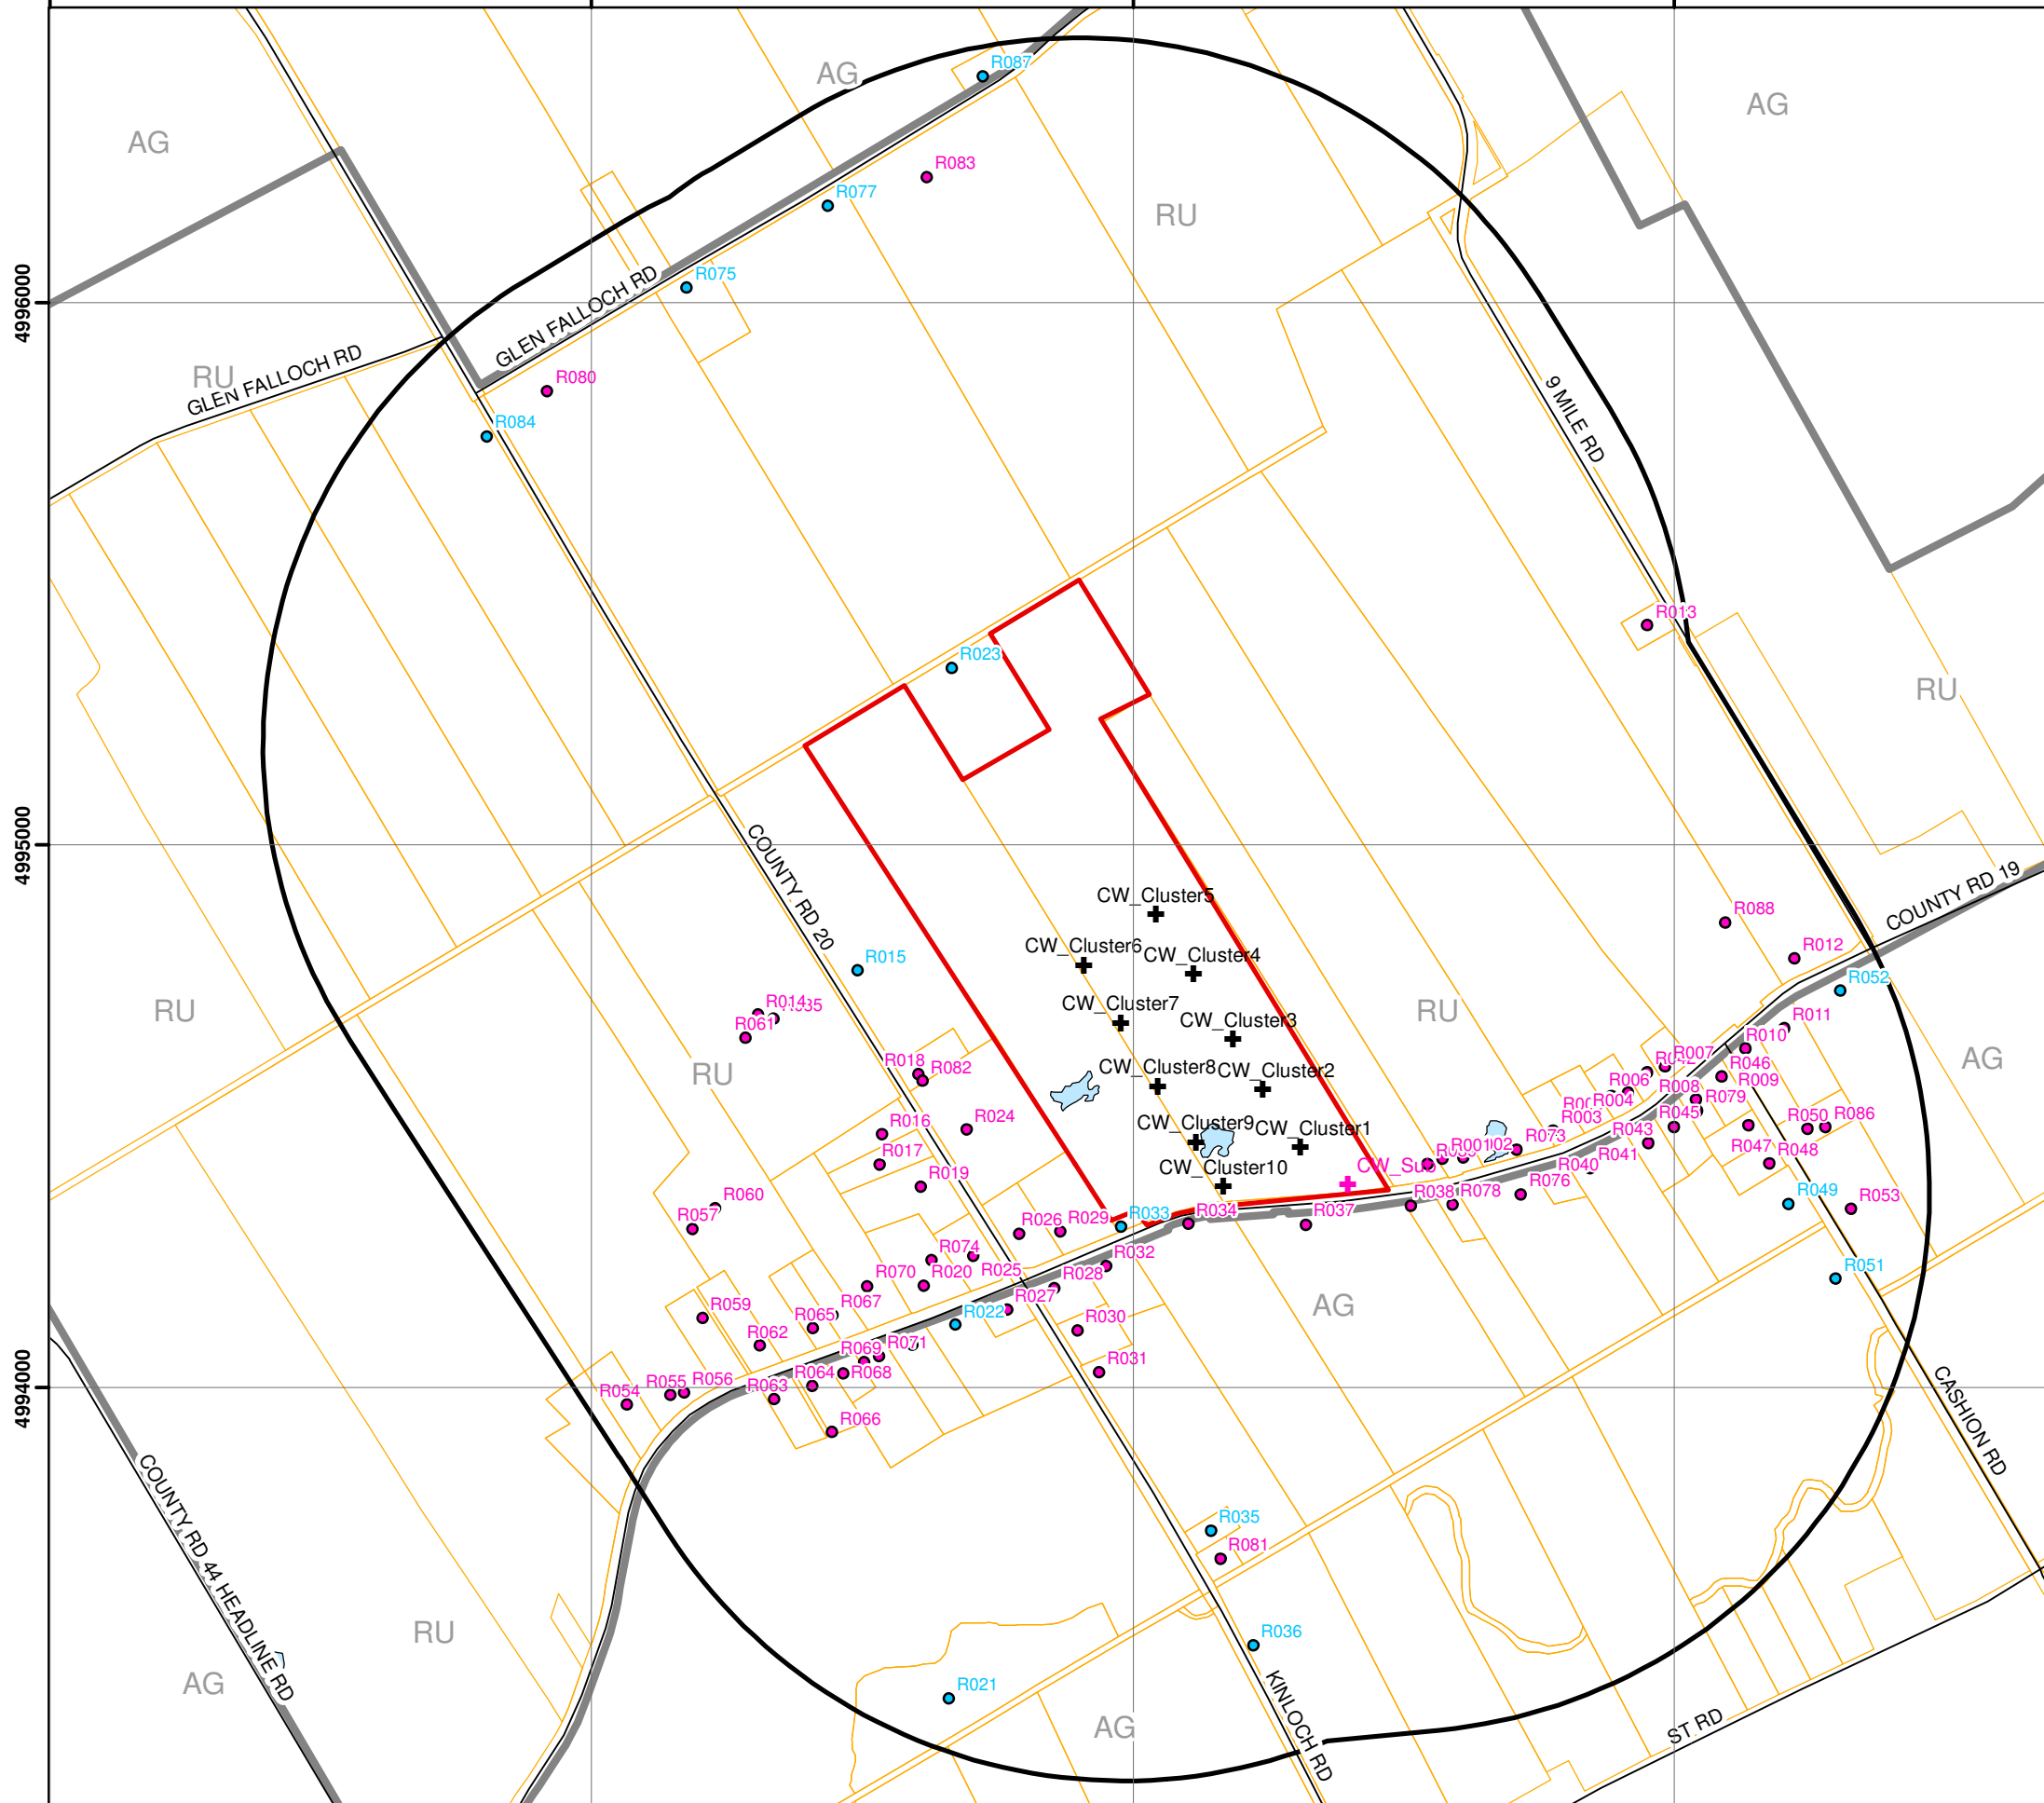 R087
AG
AG
AG
R083
R077
RU
R075
4996000
GLEN FALLOCH RD
GLEN FALLOCH RD
RU
R080
9 MILE RD
R084
R013
R023
RU
4995000
COUNTY RD 20
COUNTY RD 19
CW_Cluster5
R088
CW_Cluster6
CW_Cluster4
R012
R015
R052
CW_Cluster7
R014
RU
RU
R011
R061
CW_Cluster3
R010
R007
AG
R018
R082
RU
CW_Cluster8
CW_Cluster2
R046
R009
R006
R008
R004
R079
R024
R003
R045
R050
R086
R016
CW_Cluster9
CW_Cluster1
R073
R043
R017
R001
R047
R048
R041
CW_Cluster10
R040
R019
R060
R076
R049
R053
R057
R026
R029
R033
R034
R037
R038
R078
R074
R025
R032
R051
R070
R020
R028
R059
R065
R067
R027
R022
AG
R030
R062
R069
R071
R031
4994000
R054
R055
R056
R063
R064
R068
CASHION RD
R066
COUNTY RD 44 HEADLINE RD
R035
R081
RU
R036
AG
R021
KINLOCH RD
AG
ST RD